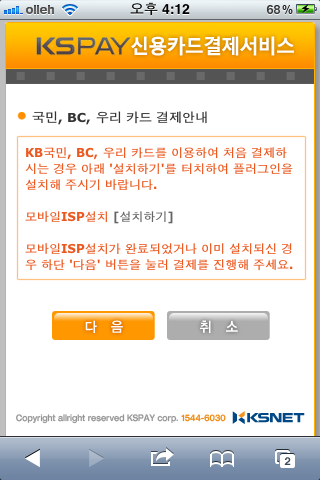 olleh 오후 4:12 68%
KSPAY 신용카드결제서비스
국민, BC, 우리 카드 결제안내
KB국민, BC, 우리 카드를 이용하여 처음 결제하
시는 경우 아래 '설치하기'를 터치하여 플러그인을
설치해 주시기 바랍니다.
모바일ISP설치 [설치하기]
모바일ISP설치가 완료되었거나 이미 설치되신 경
우 하단 '다음' 버튼을 눌러 결제를 진행해 주세요.
다 음 취 소
Copyright allright reserved KSPAY corp. 1544-6030 KSNET
2